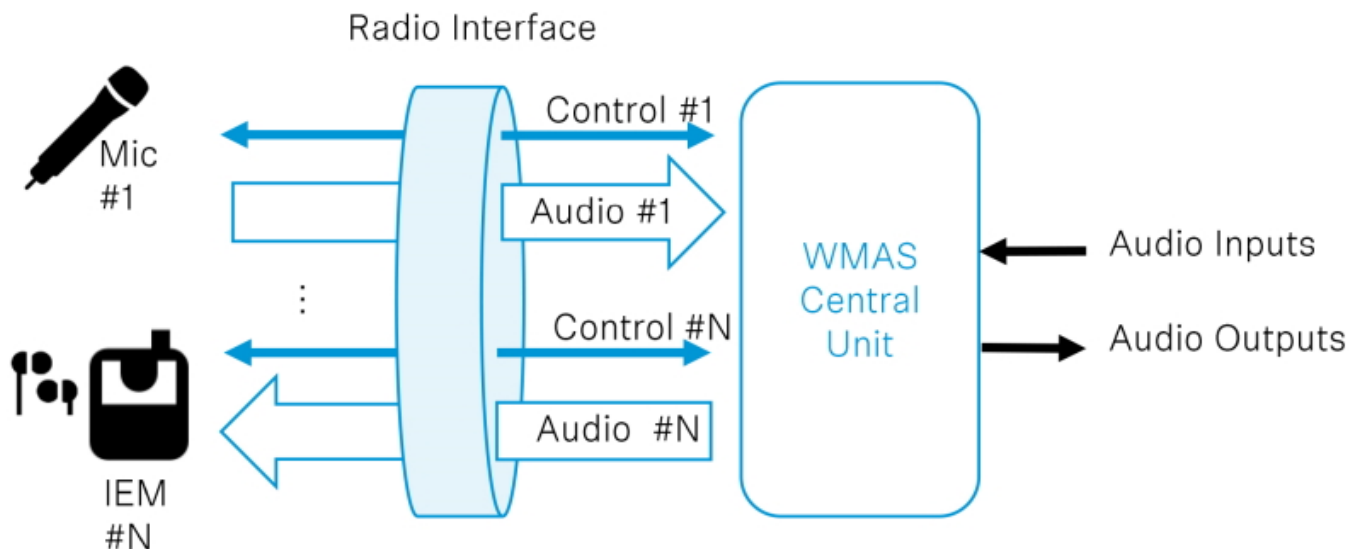 Radio Interface
Control #1
Mic
#1
Audio #1
WMAS
Central
Unit
Audio Inputs
Audio Outputs
⋮
Control #N
Audio #N
IEM
#N